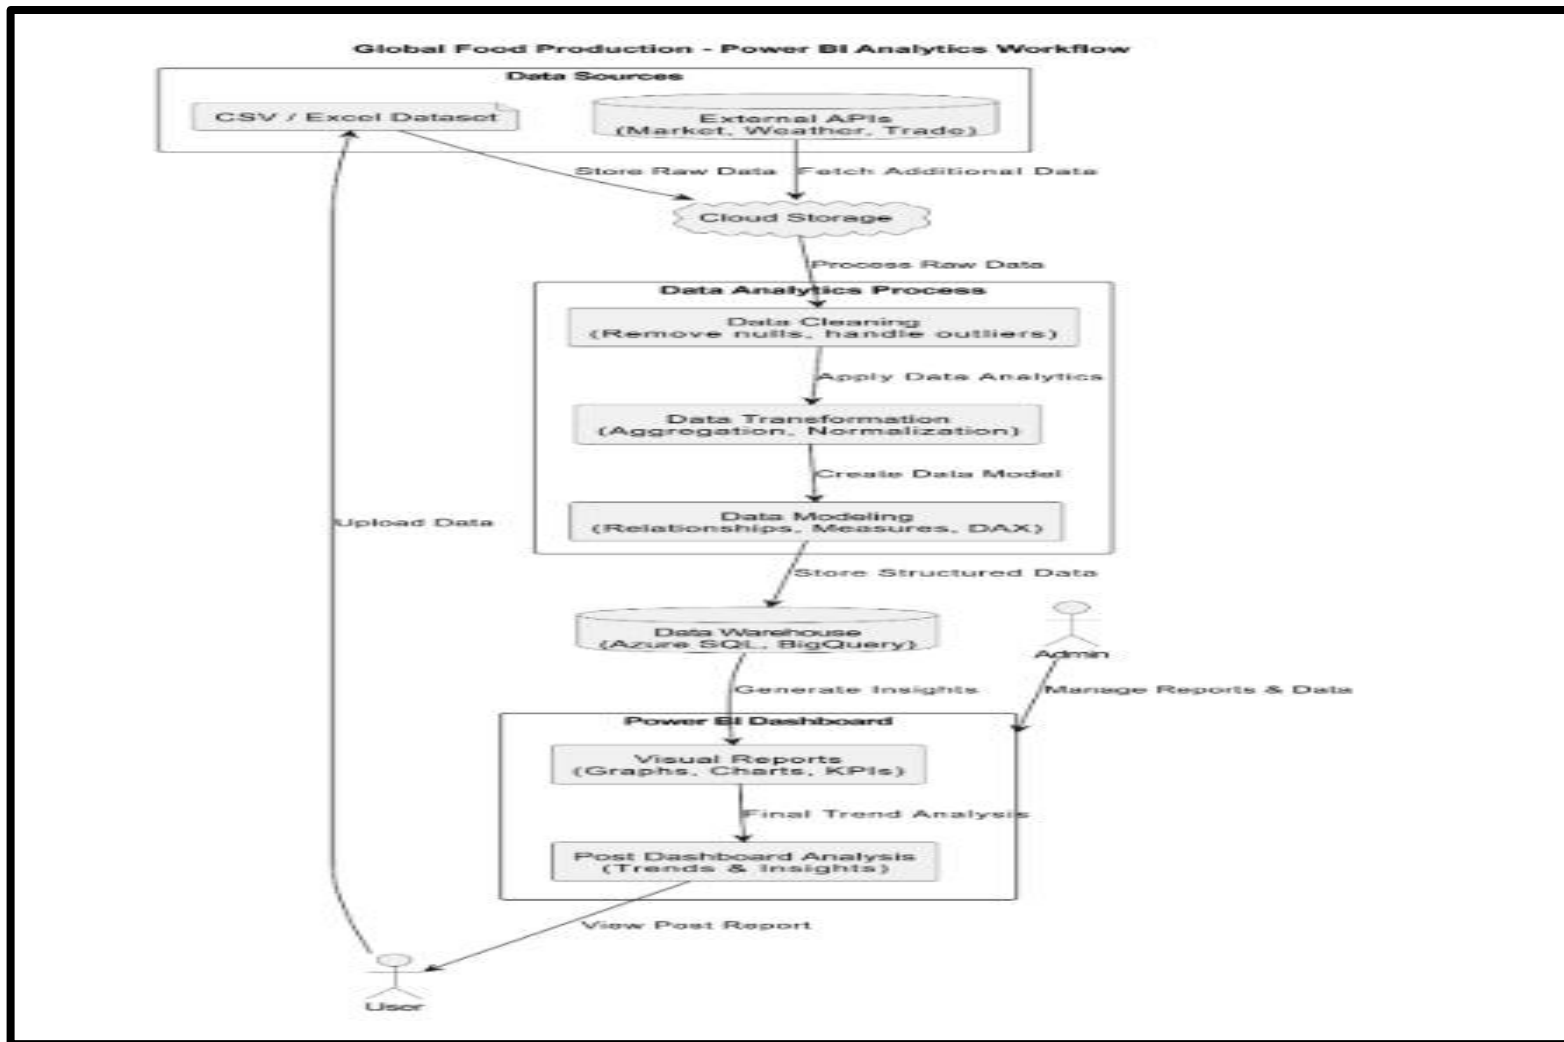 Global Food Production - Power BI Analytics Workflow
Data Sources
CSV / Excel Dataset
External APIs
(Market, Weather, Trade)
Store Raw Data
Fetch Additional Data
Cloud Storage
Process Raw Data
Data Analytics Process
Data Cleaning
(Remove nulls, handle outliers)
Apply Data Analytics
Data Transformation
(Aggregation, Normalization)
Create Data Model
Data Modeling
(Relationships, Measures, DAX)
Upload Data
Store Structured Data
Data Warehouse
(Azure SQL, BigQuery)
Admin
Generate Insights
Manage Reports & Data
Power BI Dashboard
Visual Reports
(Graphs, Charts, KPIs)
Final Trend Analysis
Post Dashboard Analysis
(Trends & Insights)
View Post Report
User